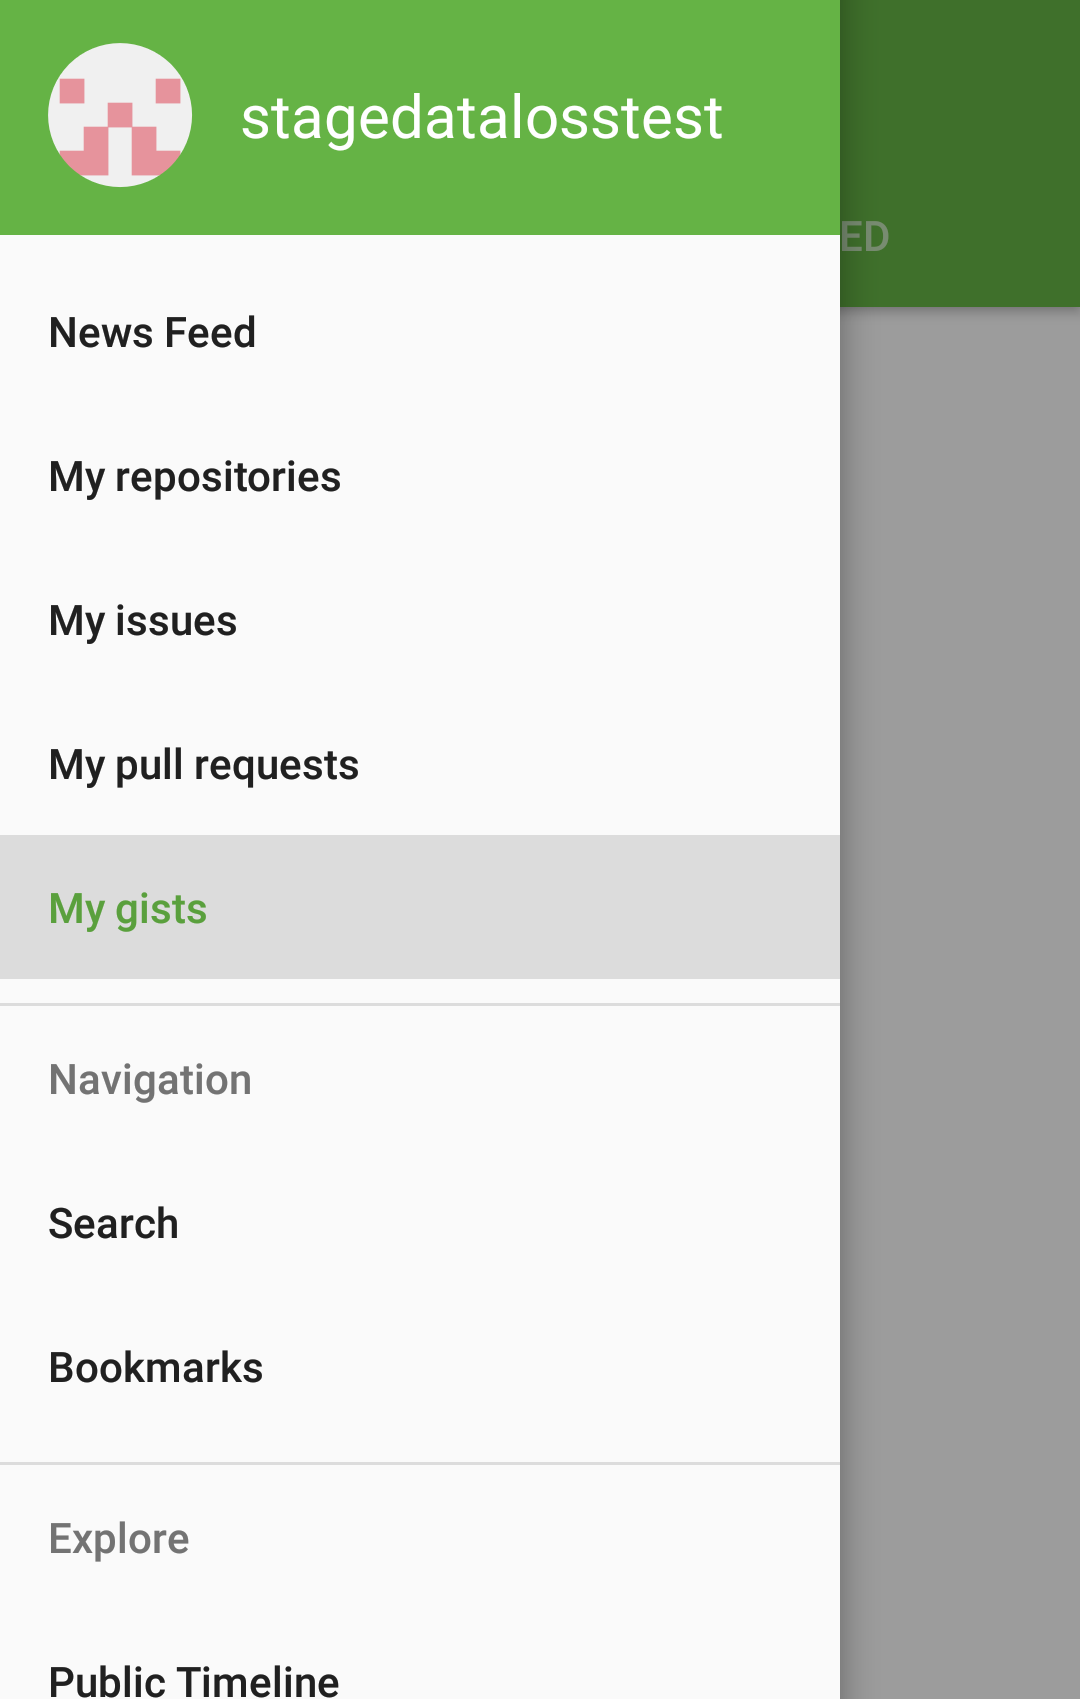 stagedatalosstest
ED
News Feed
My repositories
My issues
My pull requests
My gists
Navigation
Search
Bookmarks
Explore
Public Timeline